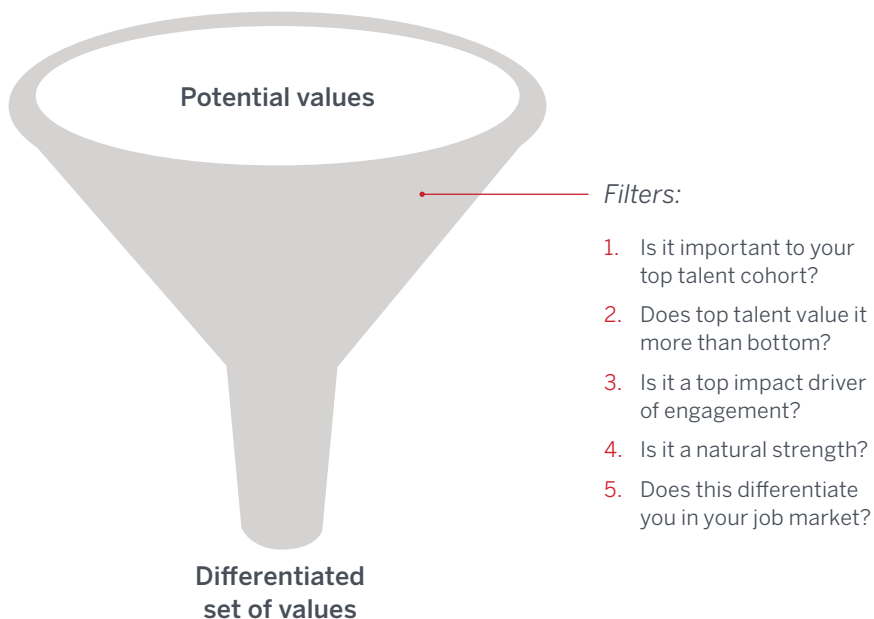 Potential values
Filters:
1. Is it important to your
top talent cohort?
2. Does top talent value it
more than bottom?
3. Is it a top impact driver
of engagement?
4. Is it a natural strength?
5. Does this differentiate
you in your job market?
Differentiated
set of values